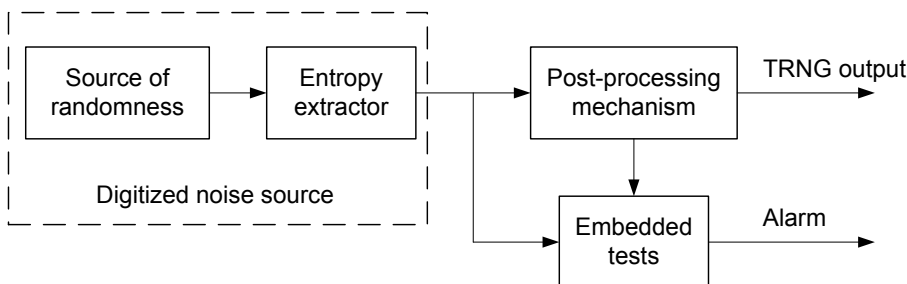 Source of
randomness
Entropy
extractor
Digitized noise source
Post-processing
mechanism
TRNG output
Embedded
tests
Alarm